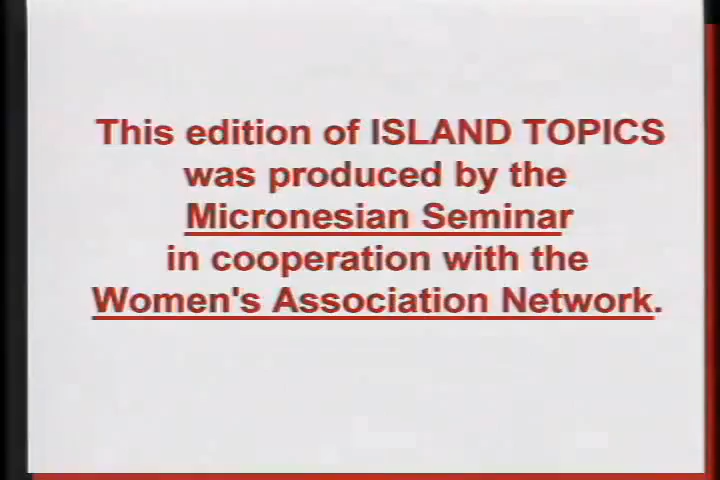 This edition of ISLAND TOPICS
was produced by the
Micronesian Seminar
in cooperation with the
Women's Association Network.